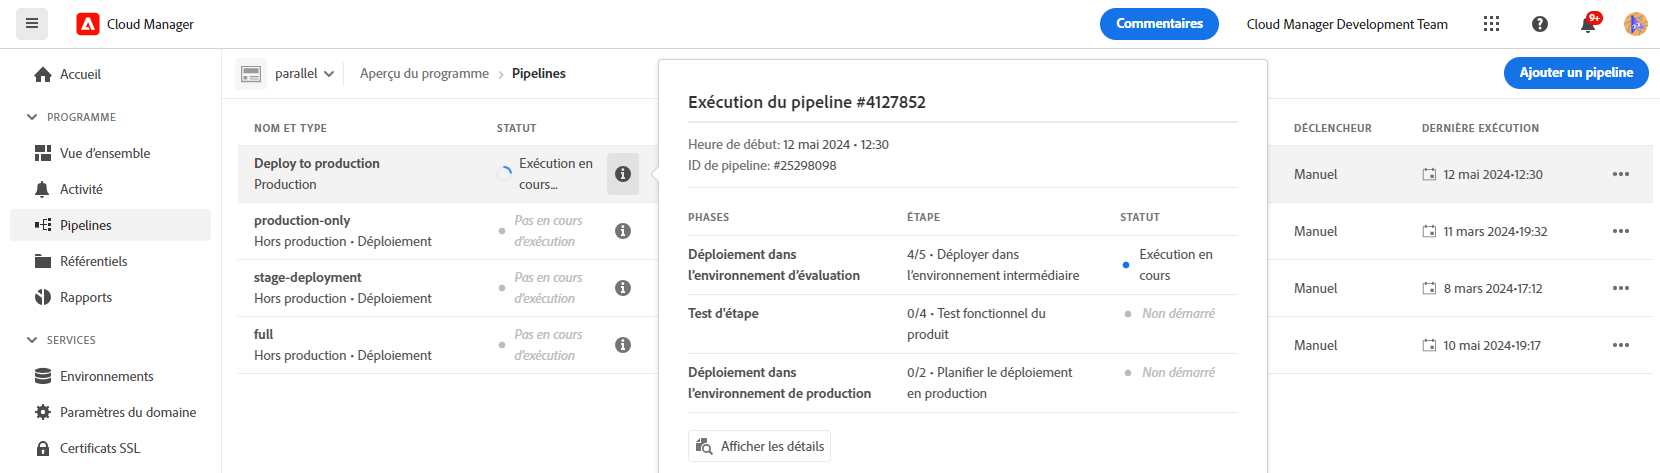 Cloud Manager
Commentaires
Cloud Manager Development Team
9+
Accueil
PROGRAMME
Vue d'ensemble
Activité
Pipelines
Référentiels
Rapports
SERVICES
Environnements
Paramètres du domaine
Certificats SSL
parallel
Aperçu du programme
Pipelines
Ajouter un pipeline
NOM ET TYPE
STATUT
DÉCLENCHEUR
DERNIÈRE EXÉCUTION
Deploy to production
Production
Exécution en
cours...
Manuel
12 mai 2024•12:30
production-only
Hors production • Déploiement
Pas en cours
d'exécution
Manuel
11 mars 2024•19:32
stage-deployment
Hors production • Déploiement
Pas en cours
d'exécution
Manuel
8 mars 2024•17:12
full
Hors production • Déploiement
Pas en cours
d'exécution
Manuel
10 mai 2024•19:17
Exécution du pipeline #4127852
Heure de début: 12 mai 2024 • 12:30
ID de pipeline: #25298098
PHASES
ÉTAPE
STATUT
Déploiement dans
l'environnement d'évaluation
4/5 • Déployer dans
l'environnement intermédiaire
Exécution en
cours
Test d'étape
0/4 • Test fonctionnel du
produit
Non démarré
Déploiement dans
l'environnement de production
0/2 • Planifier le déploiement
en production
Non démarré
Afficher les détails